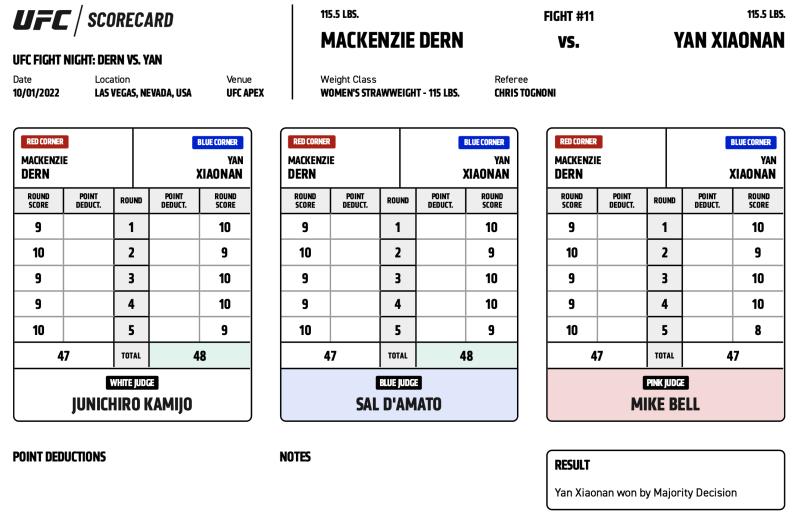 UFC SCORECARD
UFC FIGHT NIGHT: DERN VS. YAN
Date Location Venue
10/01/2022 LAS VEGAS, NEVADA, USA UFC APEX
115.5 LBS. FIGHT #11 115.5 LBS.
MACKENZIE DERN VS. YAN XIAONAN
Weight Class Referee
WOMEN'S STRAWWEIGHT - 115 LBS. CHRIS TOGNONI
RED CORNER BLUE CORNER
MACKENZIE YAN
DERN XIAONAN
ROUND SCORE POINT DEDUCT. ROUND POINT DEDUCT. ROUND SCORE
9 1 10
10 2 9
9 3 10
9 4 10
10 5 9
47 TOTAL 48
WHITE JUDGE
JUNICHIRO KAMIJO
RED CORNER BLUE CORNER
MACKENZIE YAN
DERN XIAONAN
ROUND SCORE POINT DEDUCT. ROUND POINT DEDUCT. ROUND SCORE
9 1 10
10 2 9
9 3 10
9 4 10
10 5 9
47 TOTAL 48
BLUE JUDGE
SAL D'AMATO
RED CORNER BLUE CORNER
MACKENZIE YAN
DERN XIAONAN
ROUND SCORE POINT DEDUCT. ROUND POINT DEDUCT. ROUND SCORE
9 1 10
10 2 9
9 3 10
9 4 10
10 5 8
47 TOTAL 47
PINK JUDGE
MIKE BELL
POINT DEDUCTIONS
NOTES
RESULT
Yan Xiaonan won by Majority Decision